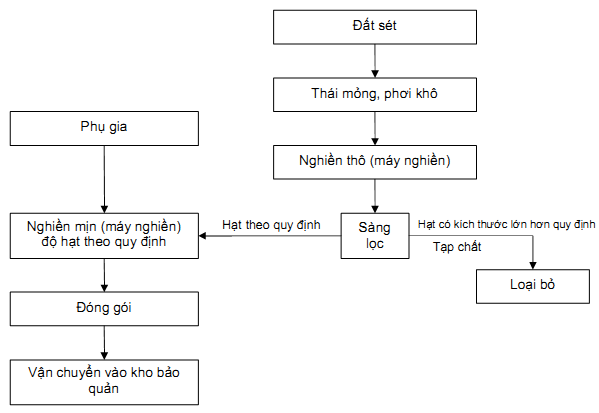 Đất sét
Thái mỏng, phơi khô
Phụ gia
Nghiền thô (máy nghiền)
Nghiền mịn (máy nghiền)
độ hạt theo quy định
Hạt theo quy định
Sàng
lọc
Hạt có kích thước lớn hơn quy định
Tạp chất
Loại bỏ
Đóng gói
Vận chuyển vào kho bảo
quản